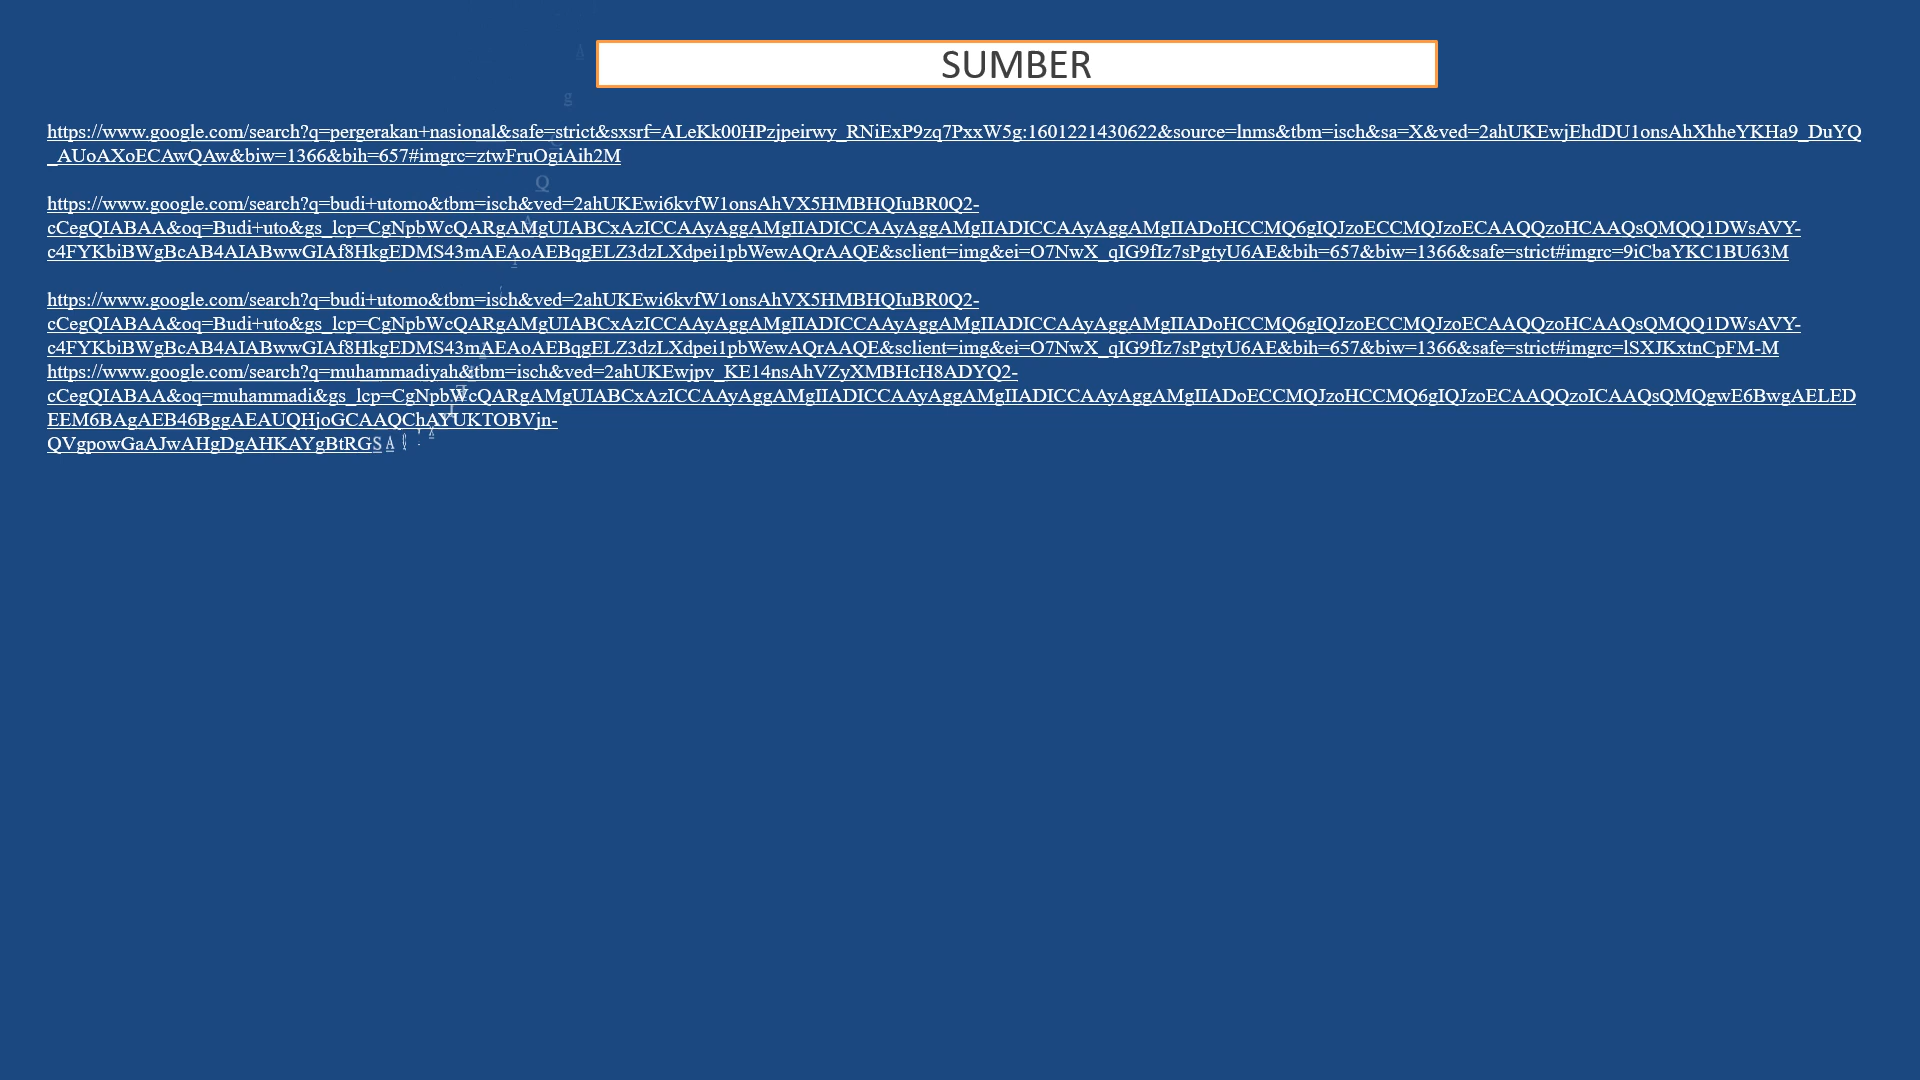 SUMBER
https://www.google.com/search?q=pergerakan+nasional&safe=strict&sxsrf=ALeKk00HPzjpeirwy_RNiExP9zq7PxxW5g:1601221430622&source=lnms&tbm=isch&sa=X&ved=2ahUKEwjEhdDU1onsAhXhheYKHa9_DuYQ
_AUoAXoECAwQAw&biw=1366&bih=657#imgrc=ztwFruOgiAih2M
https://www.google.com/search?q=budi+utomo&tbm=isch&ved=2ahUKEwi6kvfW1onsAhVX5HMBHQIuBR0Q2-
cCegQIABAA&oq=Budi+uto&gs_lcp=CgNpbWcQARgAMgUIABCxAzICCAAyAggAMgIIADICCAAyAggAMgIIADICCAAyAggAMgIIADoHCCMQ6gIQJzoECCMQJzoECAAQQzoHCAAQsQMQQ1DWsAVY-
c4FYKbiBWgBcAB4AIABwwGIAf8HkgEDMS43mAEAoAEBqgELZ3dzLXdpei1pbWewAQrAAQE&sclient=img&ei=O7NwX_qIG9fIz7sPgtyU6AE&bih=657&biw=1366&safe=strict#imgrc=9iCbaYKC1BU63M
https://www.google.com/search?q=budi+utomo&tbm=isch&ved=2ahUKEwi6kvfW1onsAhVX5HMBHQIuBR0Q2-
cCegQIABAA&oq=Budi+uto&gs_lcp=CgNpbWcQARgAMgUIABCxAzICCAAyAggAMgIIADICCAAyAggAMgIIADICCAAyAggAMgIIADoHCCMQ6gIQJzoECCMQJzoECAAQQzoHCAAQsQMQQ1DWsAVY-
c4FYKbiBWgBcAB4AIABwwGIAf8HkgEDMS43mAEAoAEBqgELZ3dzLXdpei1pbWewAQrAAQE&sclient=img&ei=O7NwX_qIG9fIz7sPgtyU6AE&bih=657&biw=1366&safe=strict#imgrc=lSXJKxtnCpFM-M
https://www.google.com/search?q=muhammadiyah&tbm=isch&ved=2ahUKEwjpv_KE14nsAhVZyXMBHcH8ADYQ2-
cCegQIABAA&oq=muhammadi&gs_lcp=CgNpbWcQARgAMgUIABCxAzICCAAyAggAMgIIADICCAAyAggAMgIIADICCAAyAggAMgIIADoECCMQJzoHCCMQ6gIQJzoECAAQQzoICAAQsQMQgwE6BwgAELED
EEM6BAgAEB46BggAEAUQHjoGCAAQChAYUKTOBVjn-
QVgpowGaAJwAHgDgAHKAYgBtRGSA